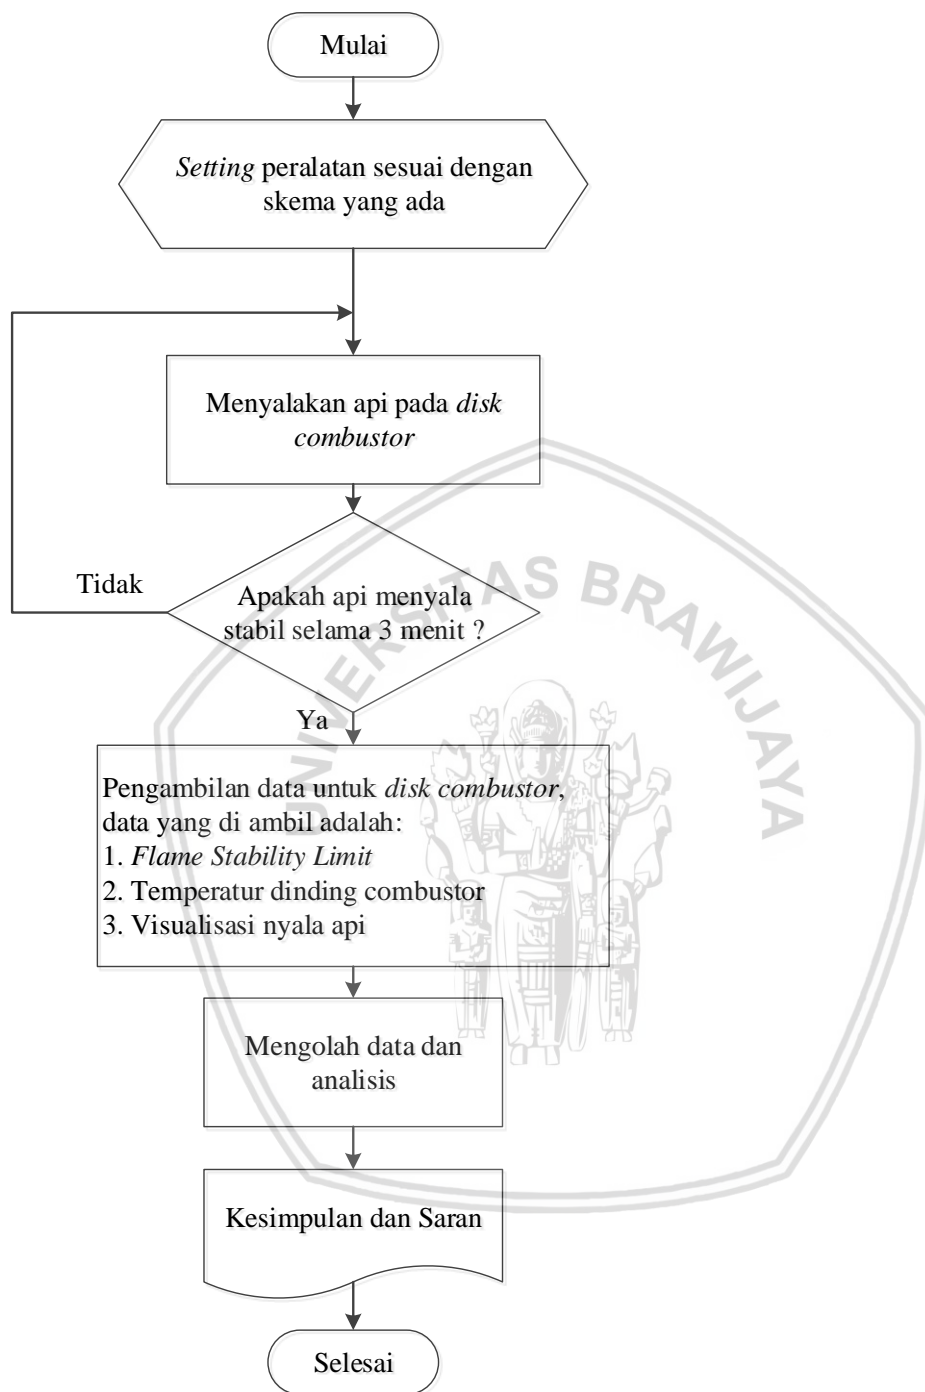 Mulai
Setting peralatan sesuai dengan
skema yang ada
Menyalakan api pada disk
combustor
Tidak
Apakah api menyala
stabil selama 3 menit ?
Ya
Pengambilan data untuk disk combustor,
data yang di ambil adalah:
1. Flame Stability Limit
2. Temperatur dinding combustor
3. Visualisasi nyala api
Mengolah data dan
analisis
Kesimpulan dan Saran
Selesai
UNIVERSITAS BRAWIJAYA